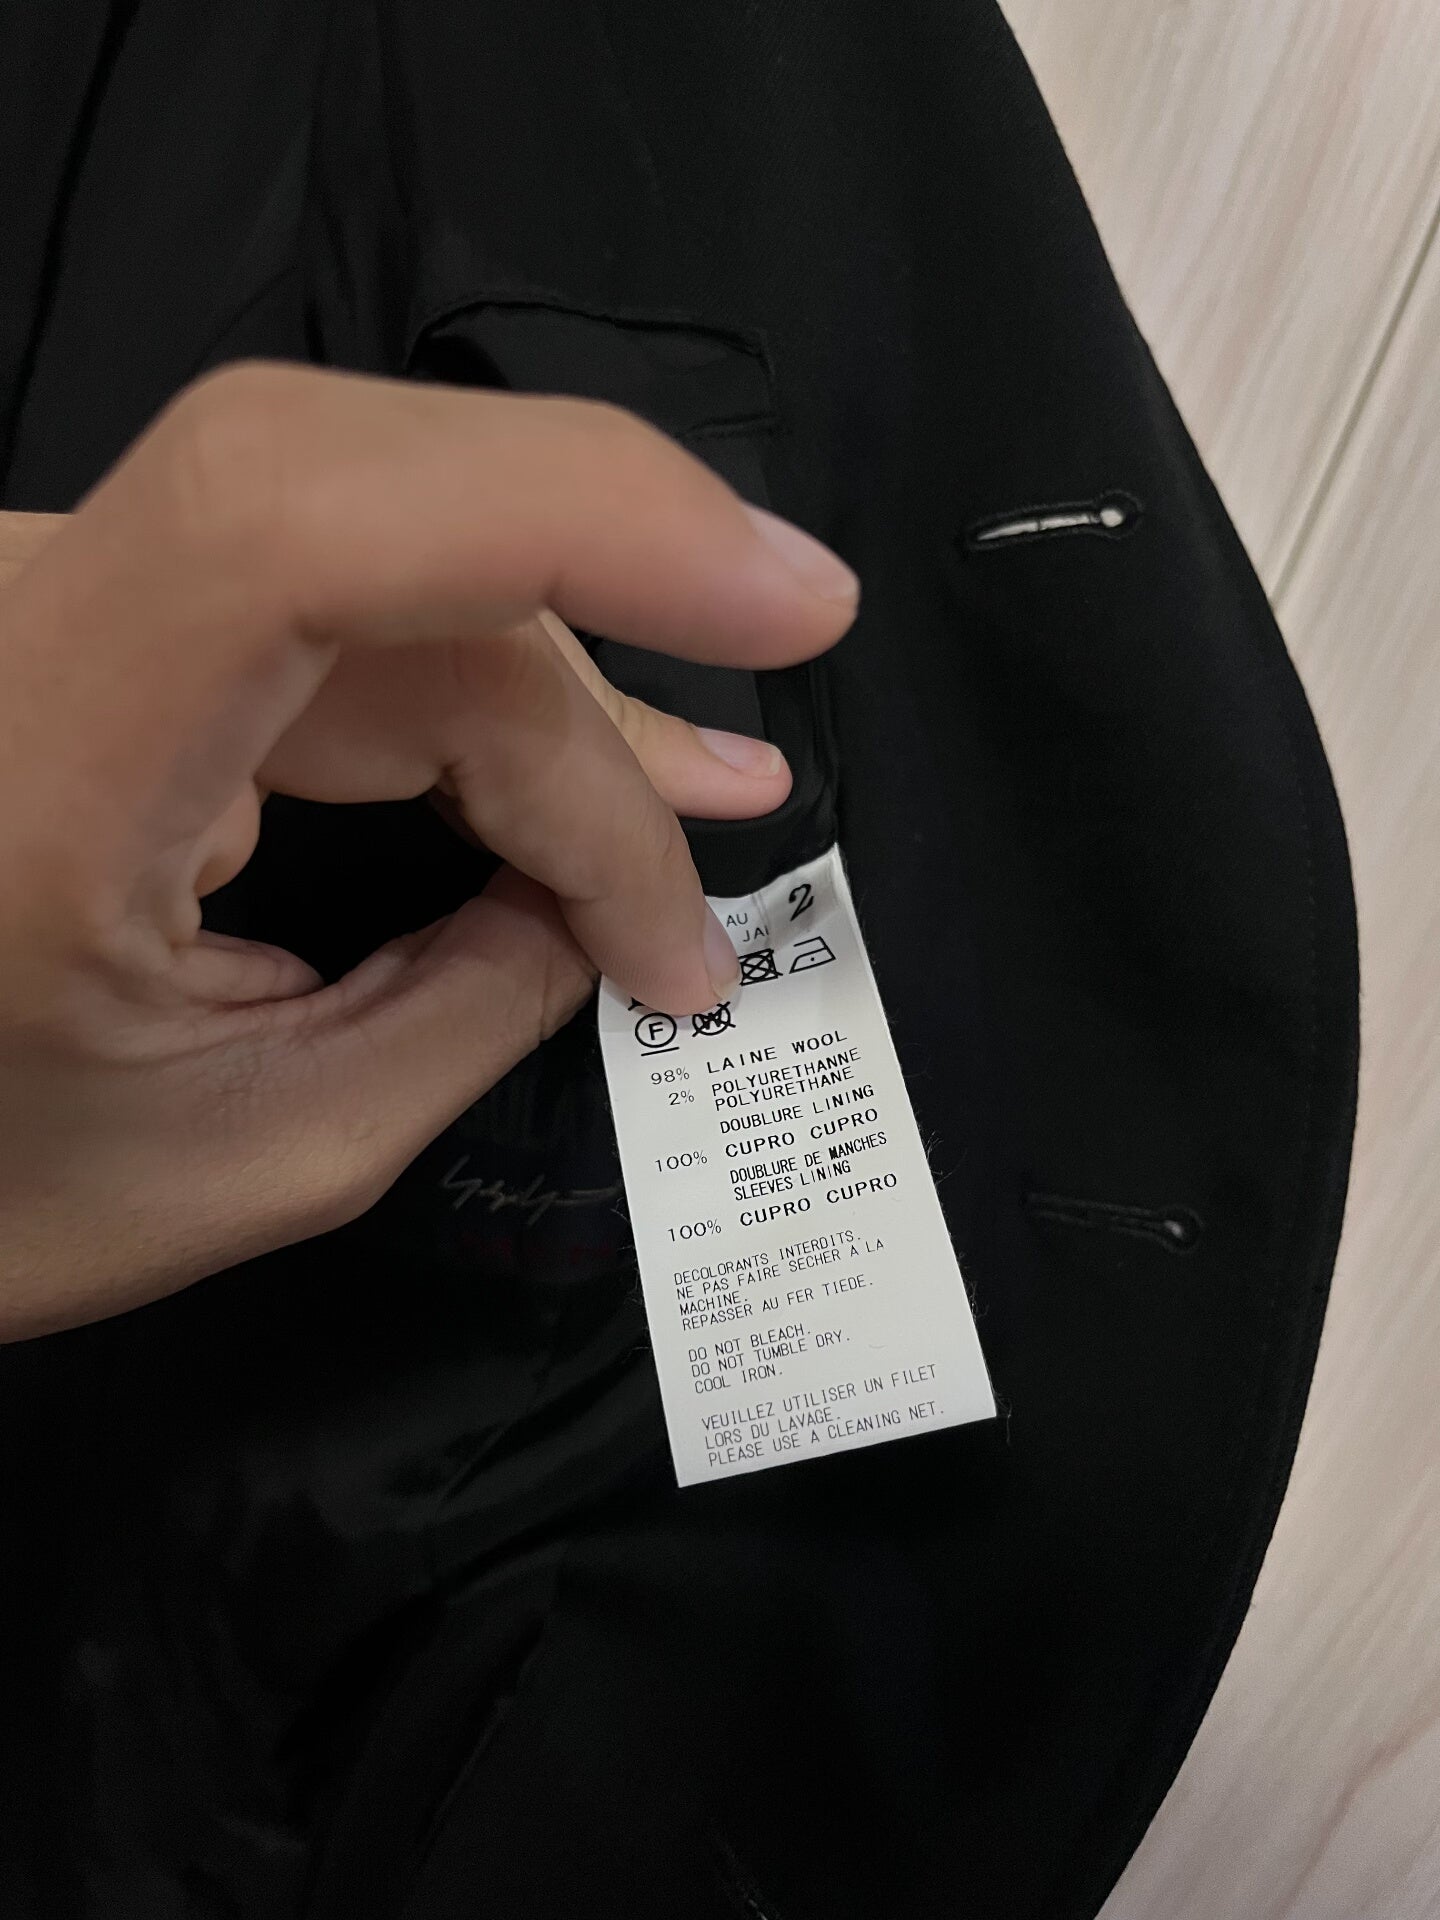 2
AU
JA
F
W
98% LAINE WOOL
2% POLYURETHANNE
POLYURETHANE
DOUBLURE LINING
100% CUPRO CUPRO
DOUBLURE DE MANCHES
SLEEVES LINING
100% CUPRO CUPRO
DECOLORANTS INTERDITS.
NE PAS FAIRE SECHER A LA
MACHINE.
REPASSER AU FER TIEDE.
DO NOT BLEACH.
DO NOT TUMBLE DRY.
COOL IRON.
VEUILLEZ UTILISER UN FILET
LORS DU LAVAGE.
PLEASE USE A CLEANING NET.